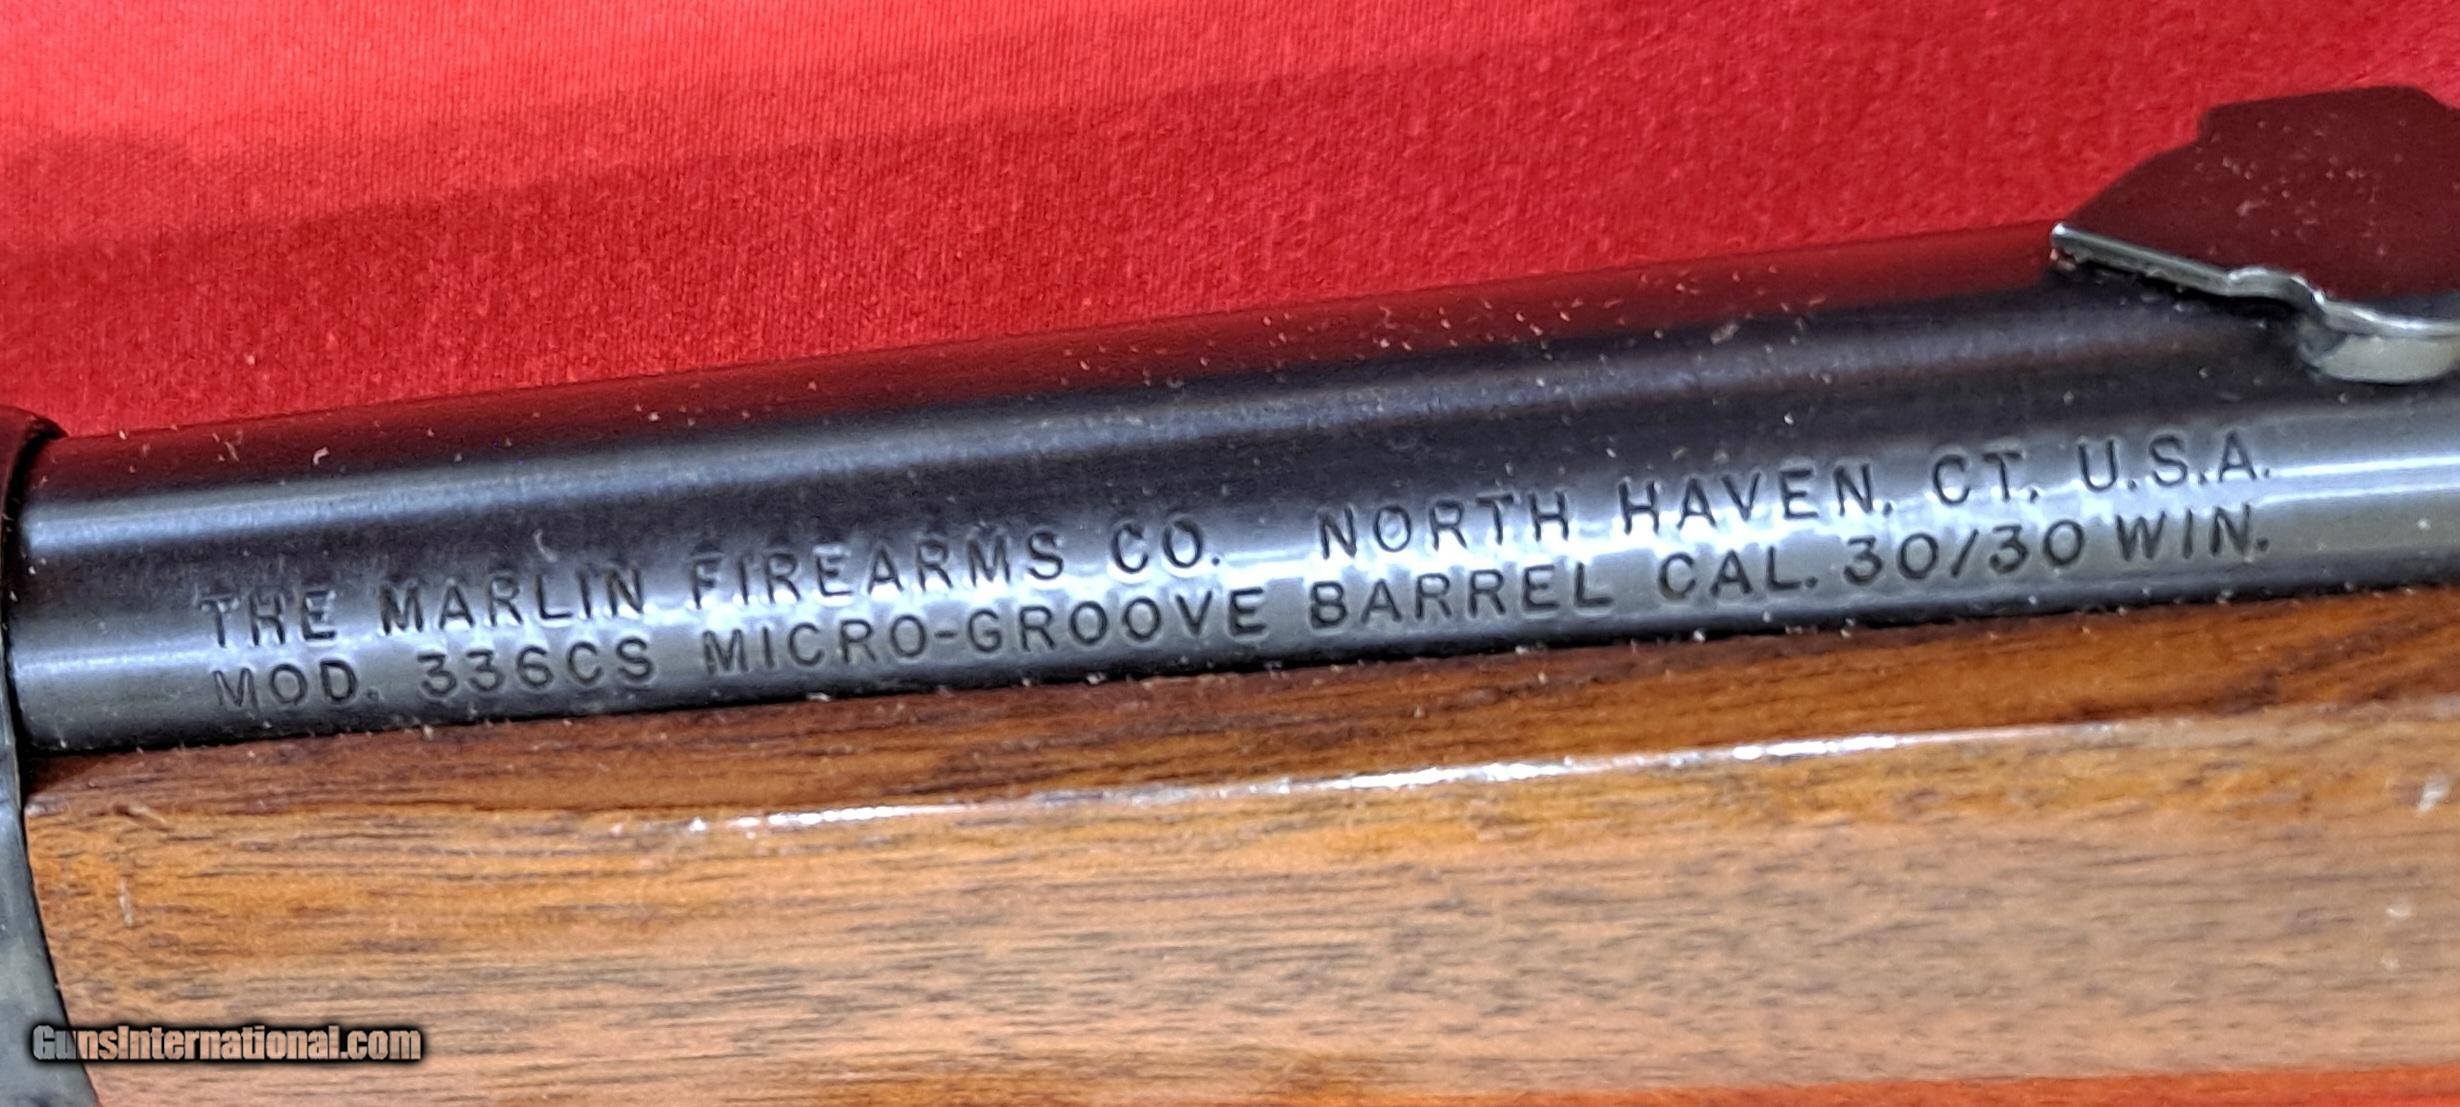 THE MARLIN FIREARMS CO. NORTH HAVEN, CT. U.S.A.
MOD. 336CS MICRO-GROOVE BARREL CAL. 30/30 WIN.
GunsInternational.com